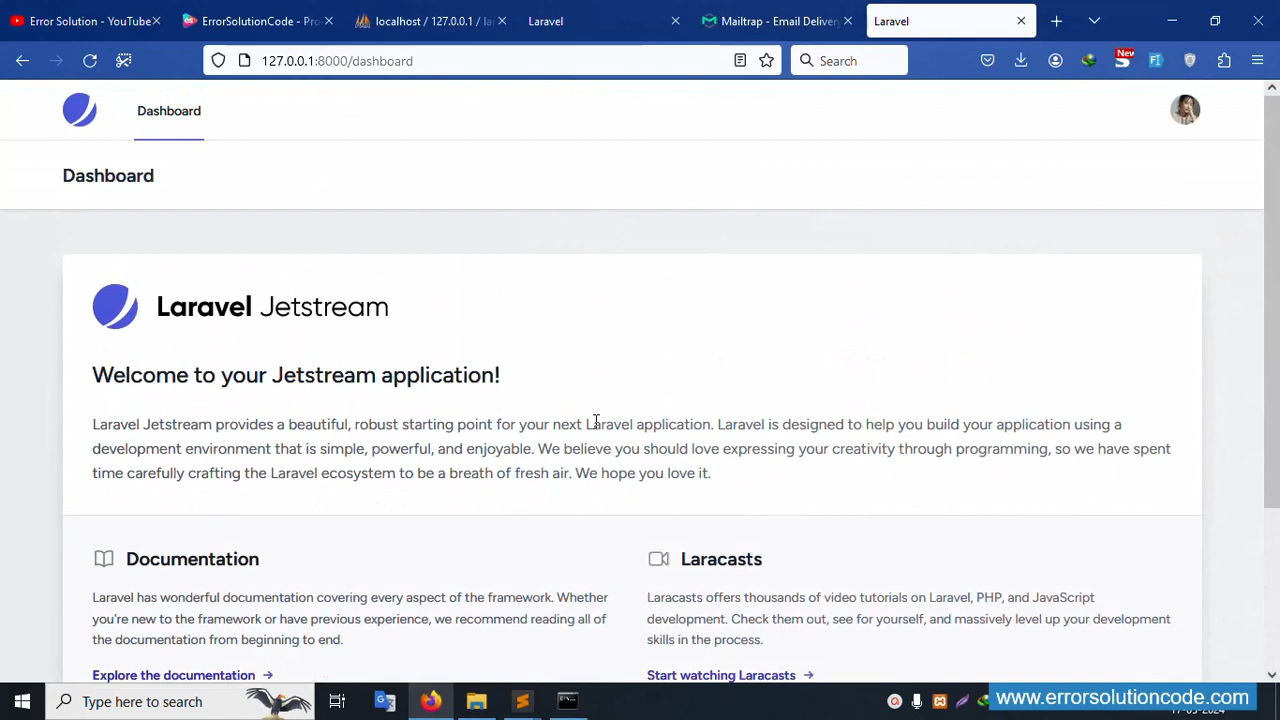 Error Solution - YouTube
ErrorSolutionCode - Pro
localhost / 127.0.0.1 / la
Laravel
Mailtrap - Email Delivery
Laravel
127.0.0.1:8000/dashboard
Search
New
Dashboard
Dashboard
Laravel Jetstream
Welcome to your Jetstream application!
Laravel Jetstream provides a beautiful, robust starting point for your next Laravel application. Laravel is designed to help you build your application using a
development environment that is simple, powerful, and enjoyable. We believe you should love expressing your creativity through programming, so we have spent
time carefully crafting the Laravel ecosystem to be a breath of fresh air. We hope you love it.
Documentation
Laravel has wonderful documentation covering every aspect of the framework. Whether
you're new to the framework or have previous experience, we recommend reading all of
the documentation from beginning to end.
Explore the documentation
Laracasts
Laracasts offers thousands of video tutorials on Laravel, PHP, and JavaScript
development. Check them out, see for yourself, and massively level up your development
skills in the process.
Start watching Laracasts
Type here to search
www.errorsolutioncode.com